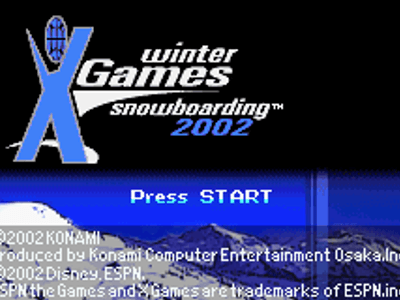 X
winter
Games
snowboarding™
2002
Press START
©2002 KONAMI
roduced by Konami Computer Entertainment Osaka.Inc
©2002 Disney. ESPN.
SPN the Games and X Games are trademarks of ESPN.inc